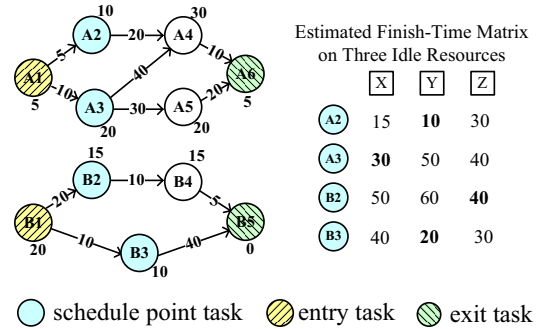 10
30
A2
20
A4
5
10
A1
40
A6
10
20
5
A3
30
A5
5
20
20
15
15
B2
10
B4
20
5
B1
B5
10
40
20
B3
0
10
Estimated Finish-Time Matrix
on Three Idle Resources
X Y Z
A2 15 10 30
A3 30 50 40
B2 50 60 40
B3 40 20 30
schedule point task entry task exit task